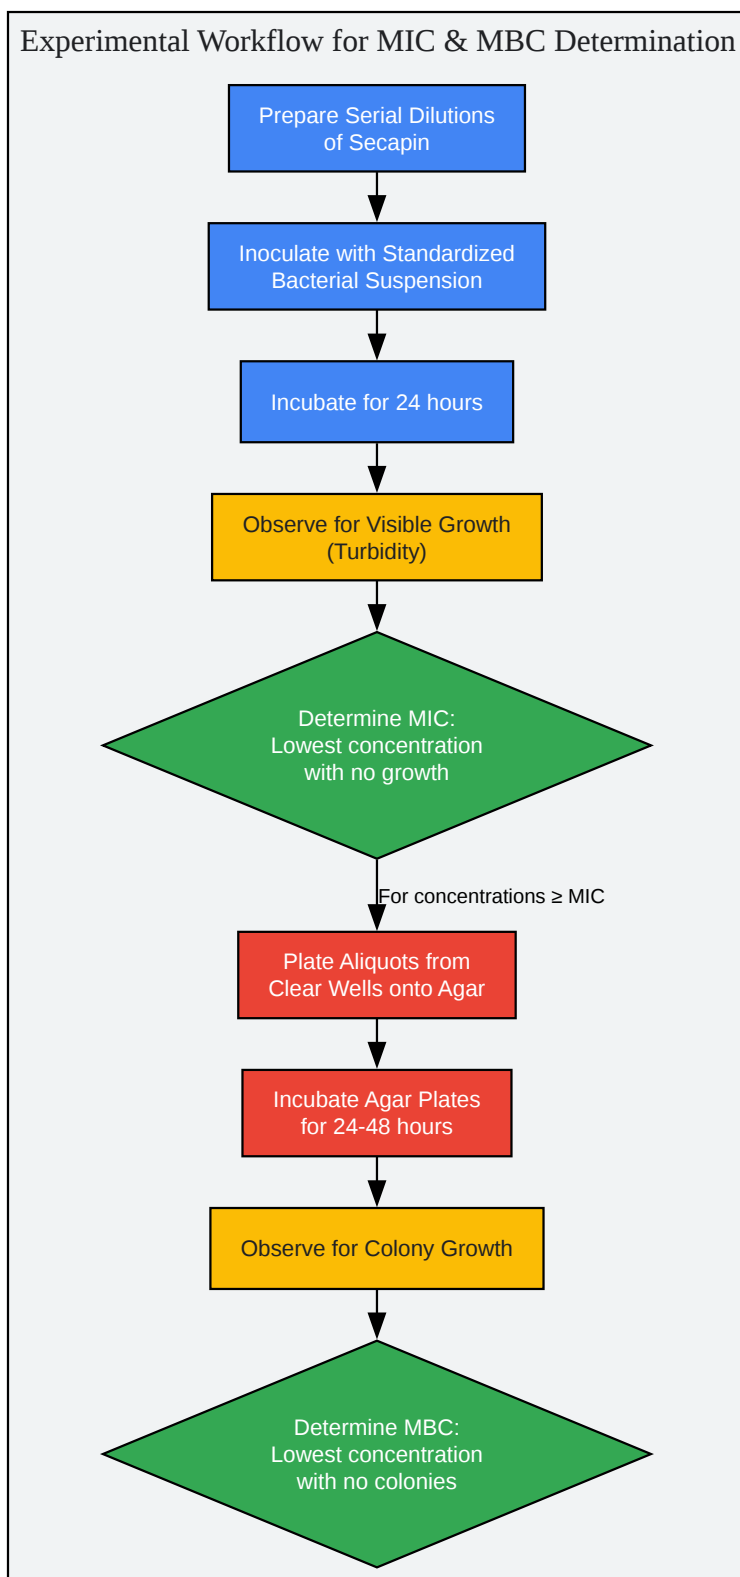 Experimental Workflow for MIC & MBC Determination
Prepare Serial Dilutions
of Secapin
Inoculate with Standardized
Bacterial Suspension
Incubate for 24 hours
Observe for Visible Growth
(Turbidity)
Determine MIC:
Lowest concentration
with no growth
For concentrations ≥ MIC
Plate Aliquots from
Clear Wells onto Agar
Incubate Agar Plates
for 24-48 hours
Observe for Colony Growth
Determine MBC:
Lowest concentration
with no colonies